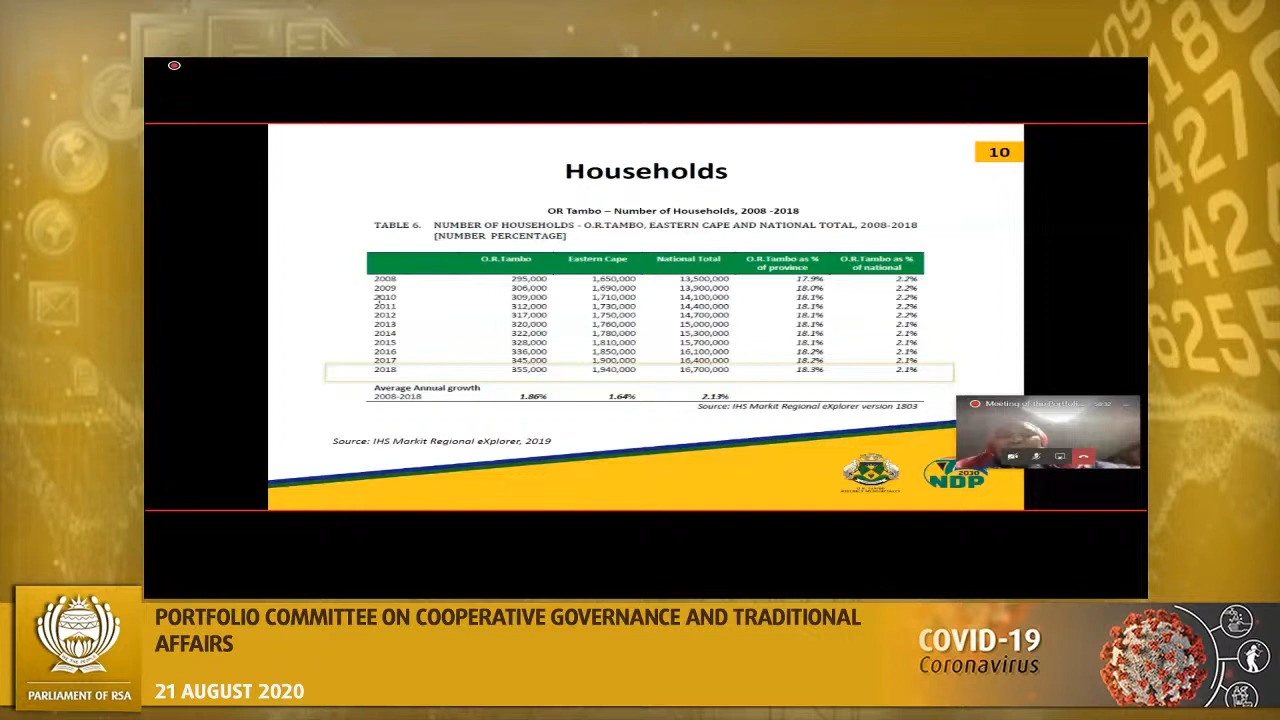 10
Households
OR Tambo – Number of Households, 2008 -2018
TABLE 6. NUMBER OF HOUSEHOLDS - O.R.TAMBO, EASTERN CAPE AND NATIONAL TOTAL, 2008-2018
[NUMBER PERCENTAGE]
O.R.Tambo Eastern Cape National Total O.R.Tambo as % of province O.R.Tambo as % of national
2008 295,000 1,650,000 13,500,000 17.9% 2.2%
2009 306,000 1,690,000 13,900,000 18.0% 2.2%
2010 309,000 1,710,000 14,100,000 18.1% 2.2%
2011 312,000 1,730,000 14,400,000 18.1% 2.2%
2012 317,000 1,750,000 14,700,000 18.1% 2.2%
2013 320,000 1,760,000 15,000,000 18.1% 2.1%
2014 322,000 1,780,000 15,300,000 18.1% 2.1%
2015 328,000 1,810,000 15,700,000 18.1% 2.1%
2016 336,000 1,850,000 16,100,000 18.2% 2.1%
2017 345,000 1,900,000 16,400,000 18.2% 2.1%
2018 355,000 1,940,000 16,700,000 18.3% 2.1%
Average Annual growth
2008-2018 1.86% 1.64% 2.13%
Source: IHS Markit Regional eXplorer version 1803
Source: IHS Markit Regional eXplorer, 2019
Meeting of the Portfoli...
2030
NDP
PARLIAMENT OF RSA
PORTFOLIO COMMITTEE ON COOPERATIVE GOVERNANCE AND TRADITIONAL
AFFAIRS
21 AUGUST 2020
COVID-19
Coronavirus